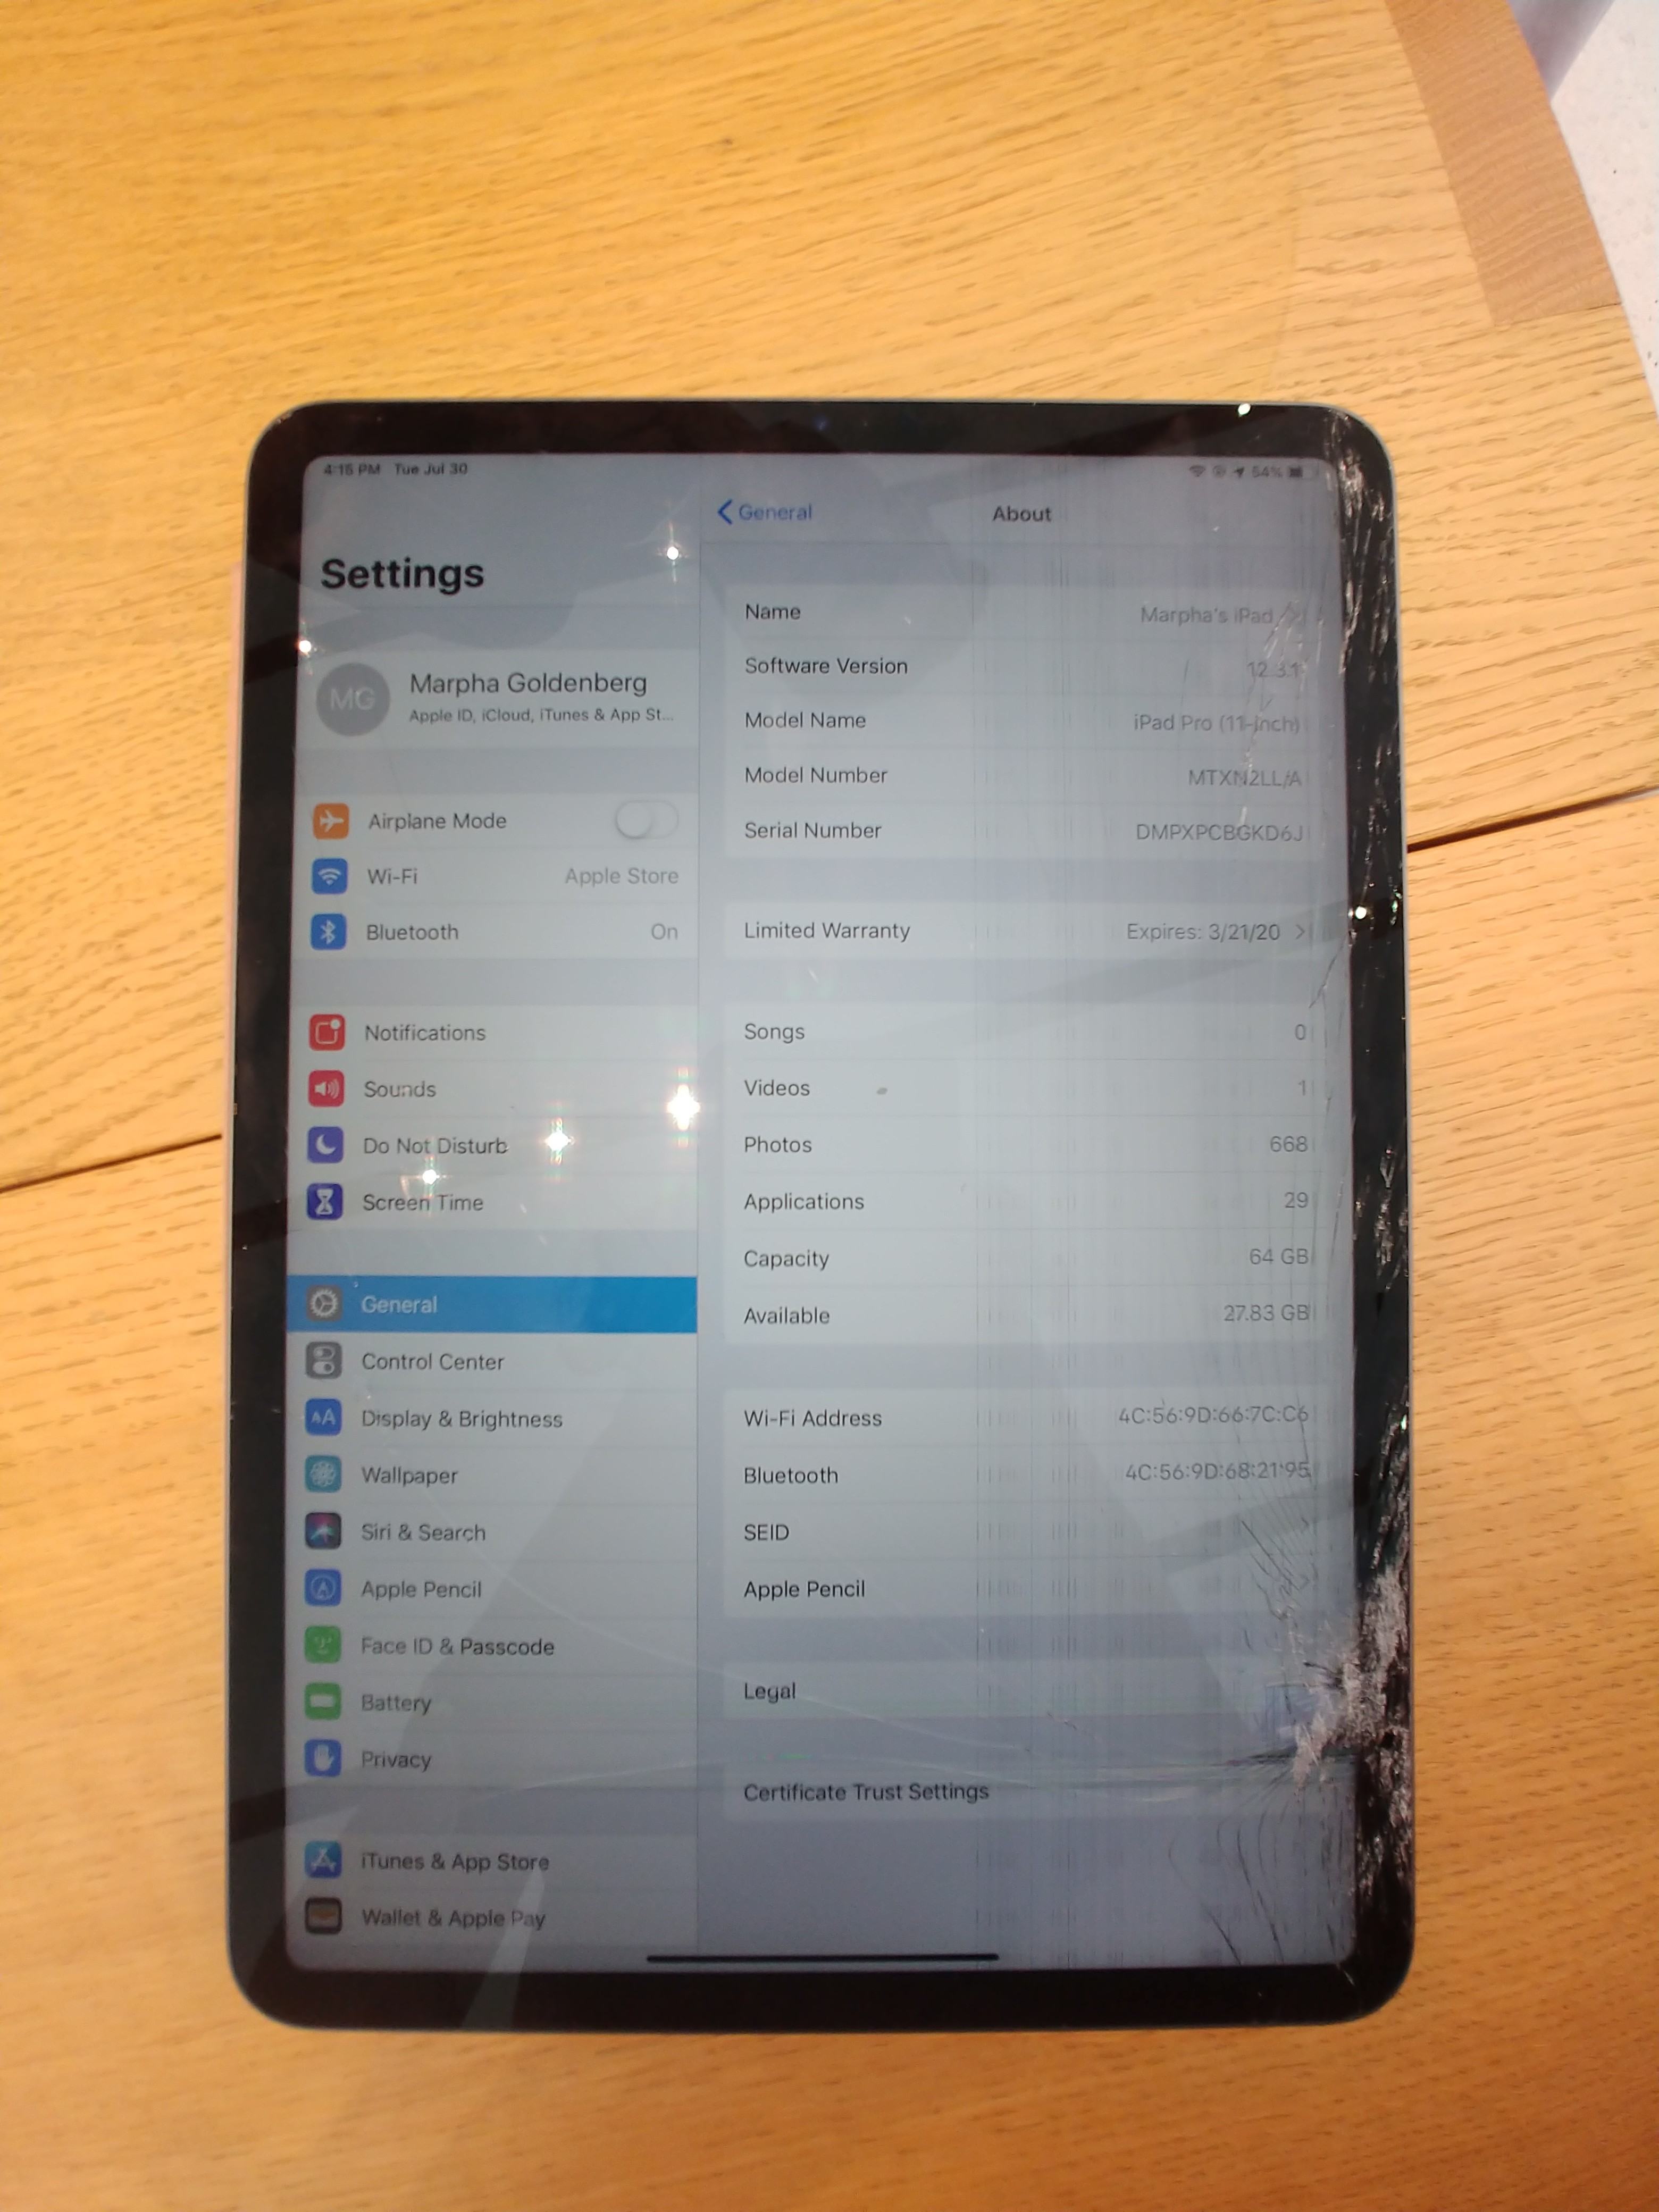 4:15 PM Tue Jul 30
54%
Settings
MG
Marpha Goldenberg
Apple ID, iCloud, iTunes & App St...
Airplane Mode
Wi-Fi Apple Store
Bluetooth On
Notifications
Sounds
Do Not Disturb
Screen Time
General
Control Center
AA Display & Brightness
Wallpaper
Siri & Search
Apple Pencil
Face ID & Passcode
Battery
Privacy
iTunes & App Store
Wallet & Apple Pay
General About
Name Marpha's iPad
Software Version 12.3.1
Model Name iPad Pro (11-inch)
Model Number MTXN2LL/A
Serial Number DMPXPCBGKD6J
Limited Warranty Expires: 3/21/20
Songs 0
Videos 1
Photos 668
Applications 29
Capacity 64 GB
Available 27.83 GB
Wi-Fi Address 4C:56:9D:66:7C:C6
Bluetooth 4C:56:9D:68:21:95
SEID
Apple Pencil
Legal
Certificate Trust Settings